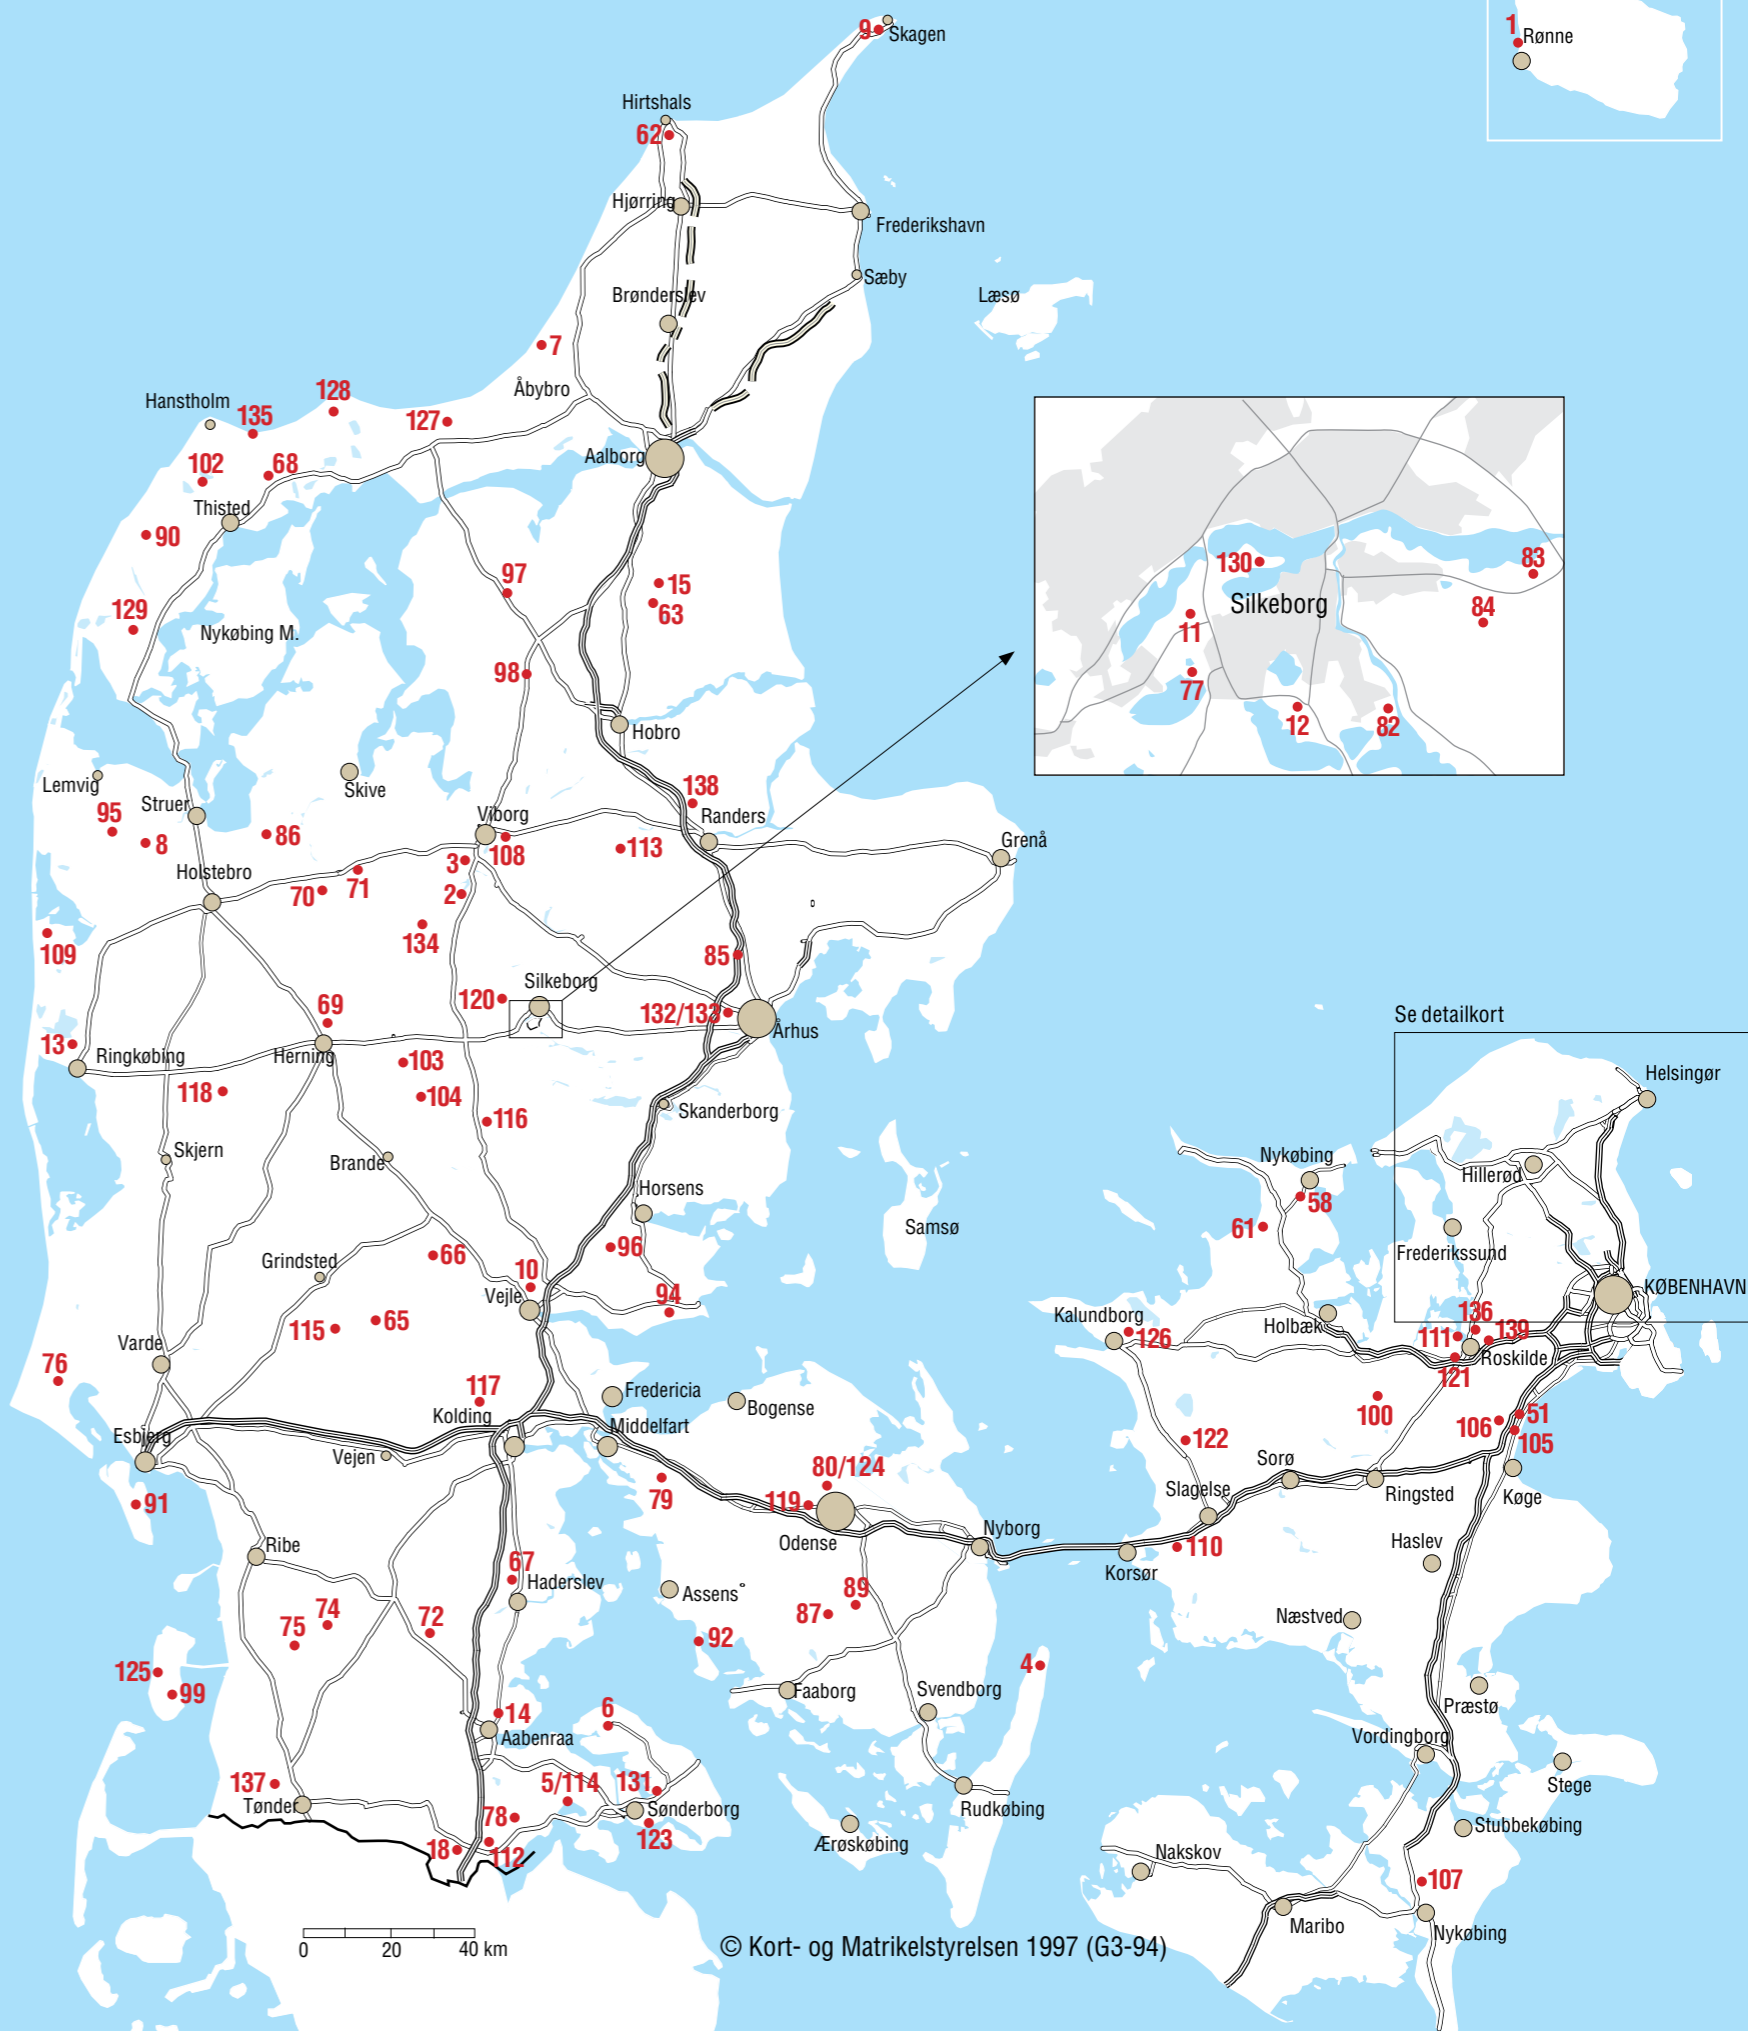 1
Rønne
9
Skagen
Hirtshals
62
Hjørring
Frederikshavn
Sæby
Brønderslev
Læsø
7
Åbybro
Hanstholm
128
135
127
Aalborg
102
68
Thisted
90
97
15
63
129
Nykøbing M.
98
Hobro
130
83
Silkeborg
84
11
77
12
82
Lemvig
Skive
138
Struer
95
8
86
Viborg
108
Randers
113
Grenå
3
Holstebro
70
71
2
134
109
85
Silkeborg
120
132/133
Århus
69
13
Ringkøbing
Herning
103
118
104
116
Skanderborg
Se detailkort
Helsingør
Skjern
Brande
Nykøbing
Hillerød
58
Horsens
Samsø
61
Frederikssund
96
Grindsted
66
10
Vejle
94
KØBENHAVN
115
65
Kalundborg
126
Holbæk
136
111
139
Roskilde
121
Varde
76
117
Fredericia
Kolding
Bogense
100
Middelfart
106
51
105
Esbjerg
Vejen
122
80/124
79
119
Sorø
Slagelse
Ringsted
Køge
91
Odense
Nyborg
110
Korsør
Haslev
Ribe
67
Haderslev
Assens
89
87
Næstved
74
75
72
92
4
125
99
Faaborg
Svendborg
Præstø
14
6
Aabenraa
Vordingborg
137
5/114
131
Stege
Tønder
78
Sønderborg
Rudkøbing
123
Ærøskøbing
Stubbekøbing
18
112
Nakskov
107
Maribo
Nykøbing
0
20
40 km
© Kort- og Matrikelstyrelsen 1997 (G3-94)